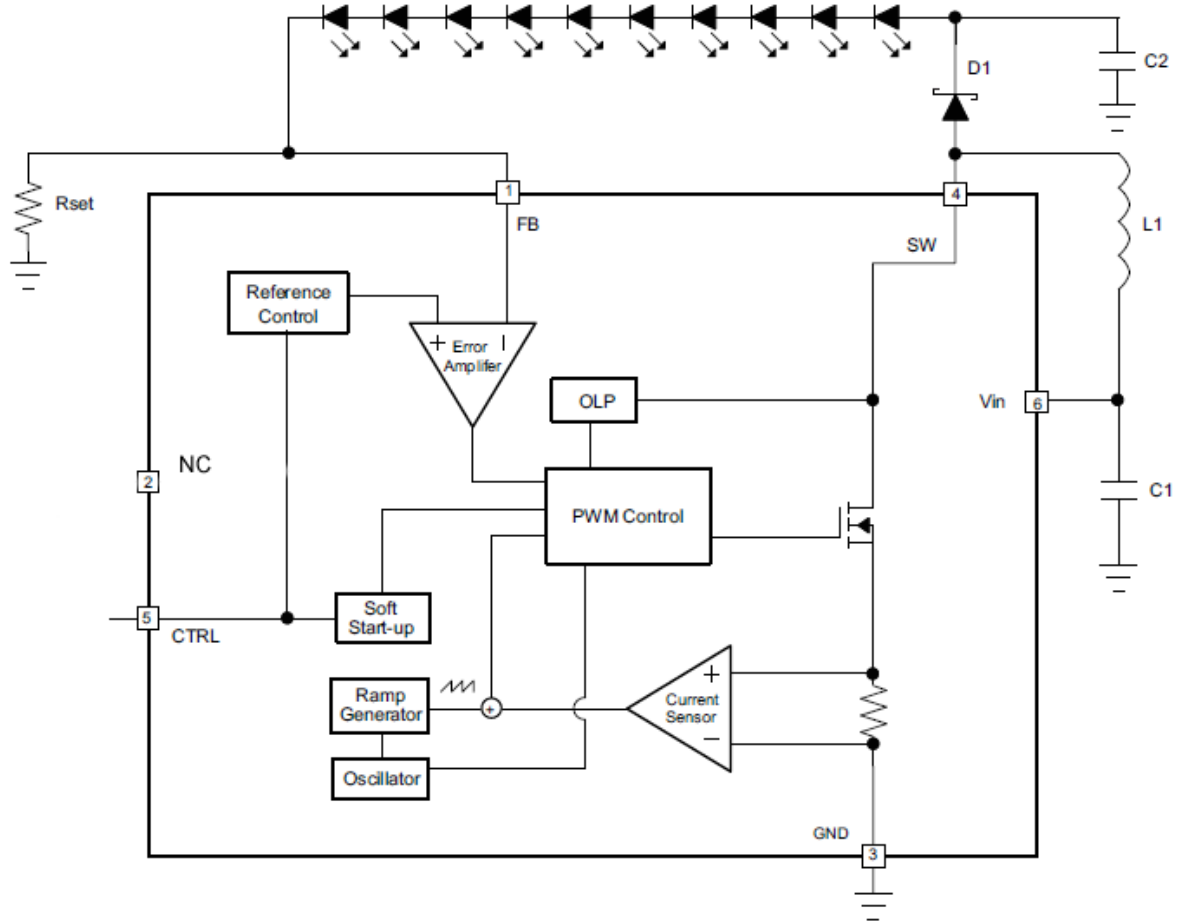 D1
C2
Rset
1
4
FB
SW
L1
Reference
Control
+
−
Error
Amplifer
OLP
Vin
6
NC
2
C1
PWM Control
5
CTRL
Soft
Start-up
Ramp
Generator
+
+
Current
Sensor
−
Oscillator
GND
3